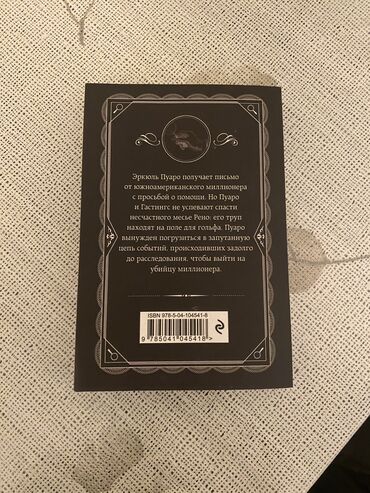 Эркюль Пуаро получает письмо
от южноамериканского миллионера
с просьбой о помощи. Но Пуаро
и Гастингс не успевают спасти
несчастного месье Рено: его труп
находят на поле для гольфа. Пуаро
вынужден погрузиться в запутанную
цепь событий, происходивших задолго
до расследования, чтобы выйти на
убийцу миллионера.
ISBN 978-5-04-104541-8
9 785041 045418 >